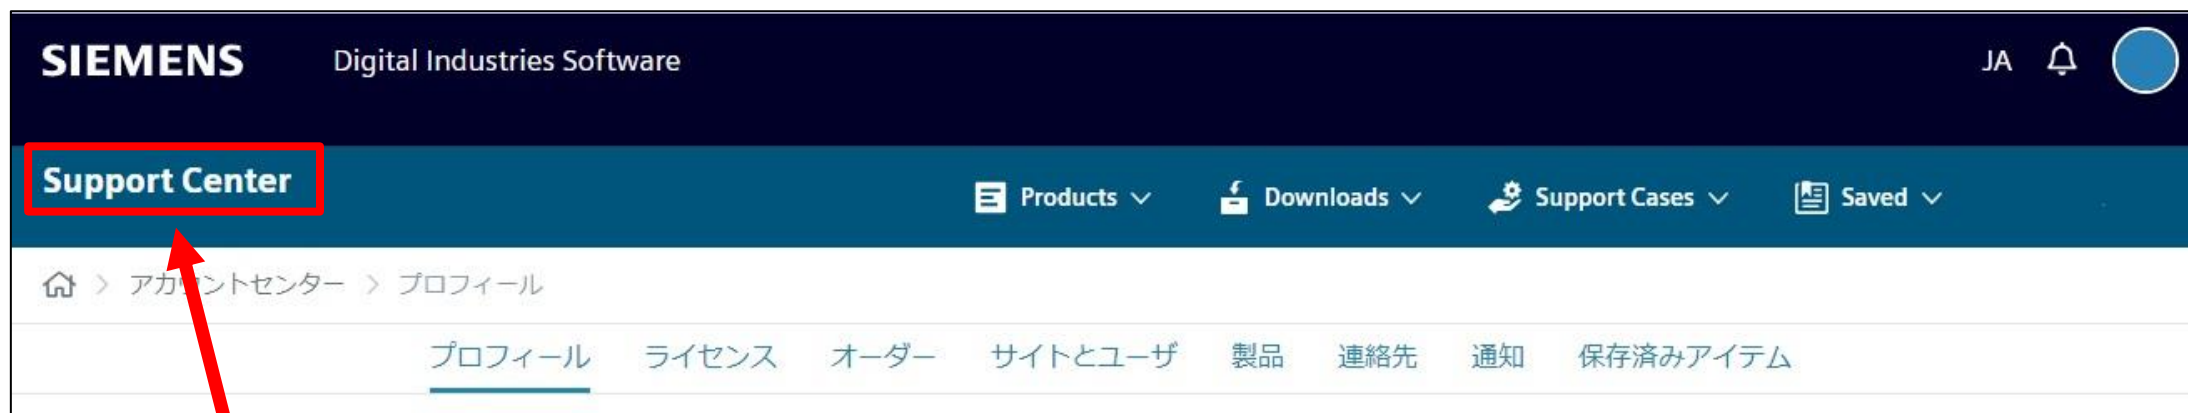 SIEMENS Digital Industries Software JA
Support Center Products Downloads Support Cases Saved
アカウントセンター > プロフィール
プロフィール ライセンス オーダー サイトとユーザ 製品 連絡先 通知 保存済みアイテム